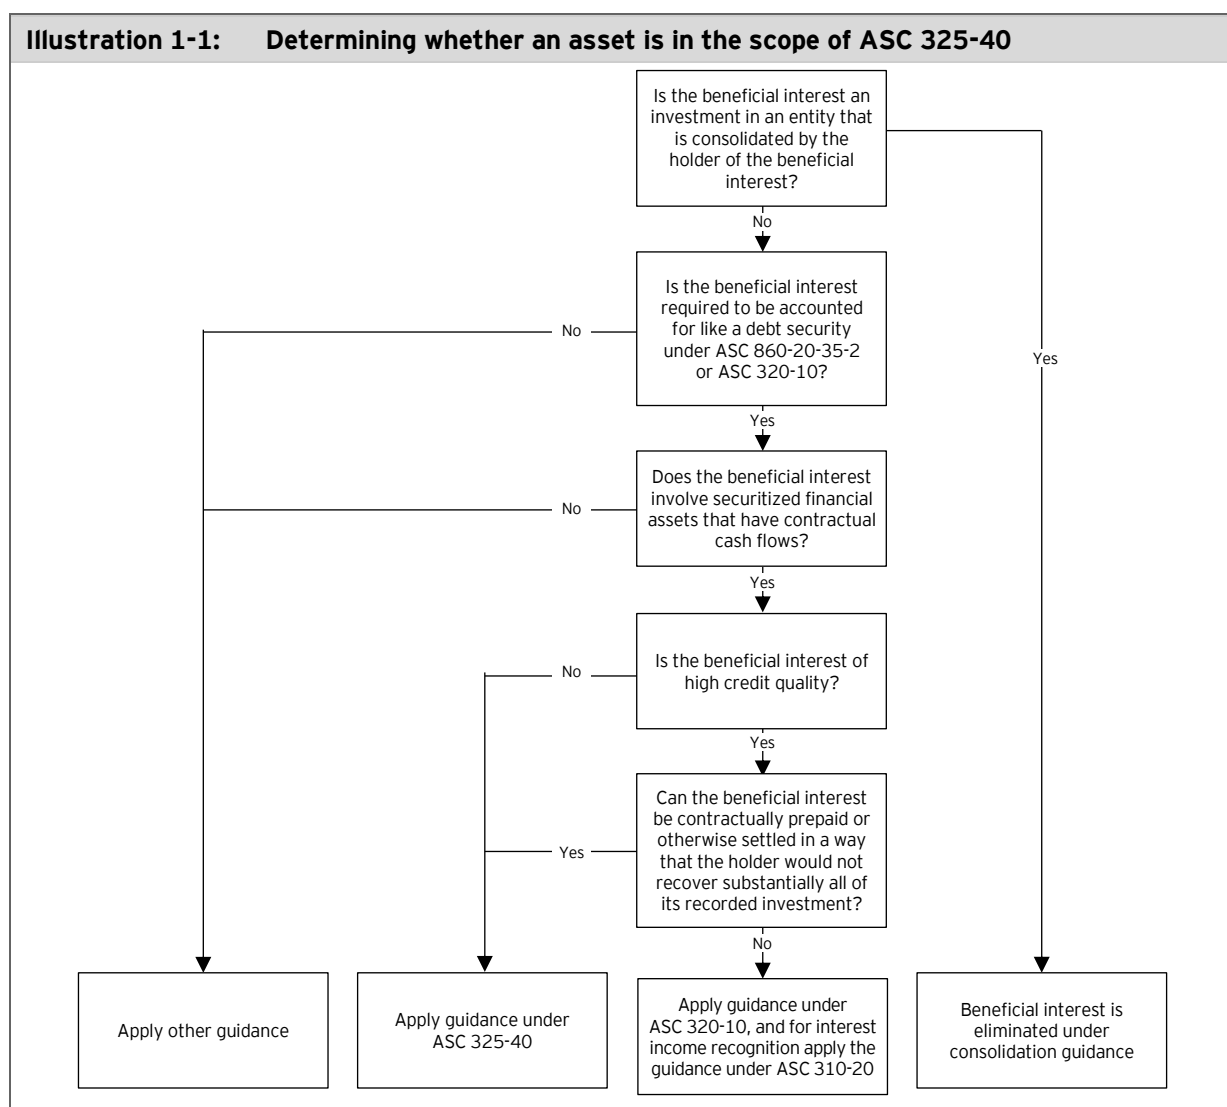 Illustration 1-1: Determining whether an asset is in the scope of ASC 325-40
Is the beneficial interest an
investment in an entity that
is consolidated by the
holder of the beneficial
interest?
No
Yes
Is the beneficial interest
required to be accounted
for like a debt security
under ASC 860-20-35-2
or ASC 320-10?
No
Yes
Does the beneficial interest
involve securitized financial
assets that have contractual
cash flows?
No
Yes
Is the beneficial interest of
high credit quality?
No
Yes
Can the beneficial interest
be contractually prepaid or
otherwise settled in a way
that the holder would not
recover substantially all of
its recorded investment?
Yes
No
Apply other guidance
Apply guidance under
ASC 325-40
Apply guidance under
ASC 320-10, and for interest
income recognition apply the
guidance under ASC 310-20
Beneficial interest is
eliminated under
consolidation guidance